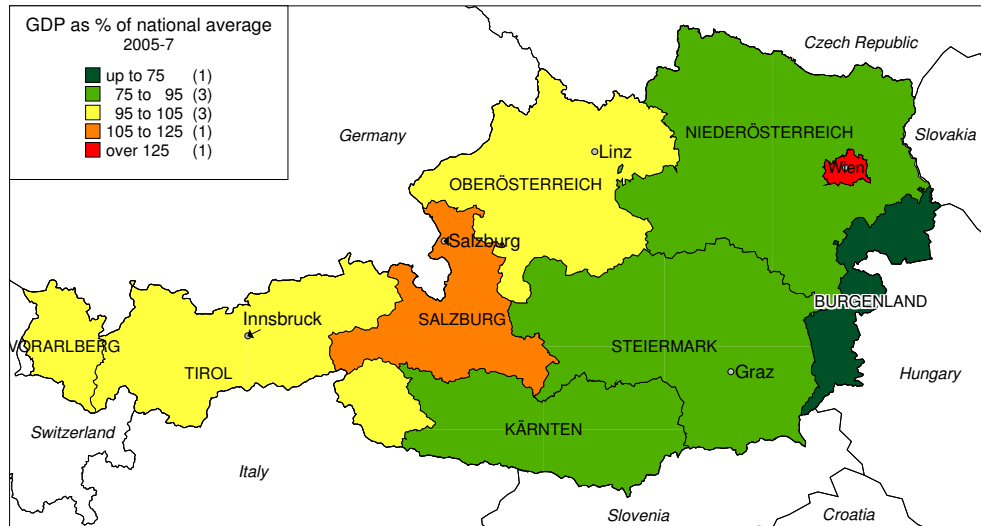 GDP as % of national average
2005-7
up to 75 (1)
75 to 95 (3)
95 to 105 (3)
105 to 125 (1)
over 125 (1)
Czech Republic
Germany
NIEDERÖSTERREICH
Slovakia
Linz
Wien
OBERÖSTERREICH
Salzburg
BURGENLAND
Innsbruck
SALZBURG
VORARLBERG
STEIERMARK
TIROL
Graz
Hungary
Switzerland
KÄRNTEN
Italy
Slovenia
Croatia